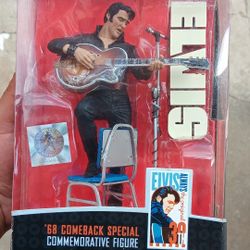 ELVIS
ELVIS
'68 COMEBACK SPECIAL
COMMEMORATIVE FIGURE